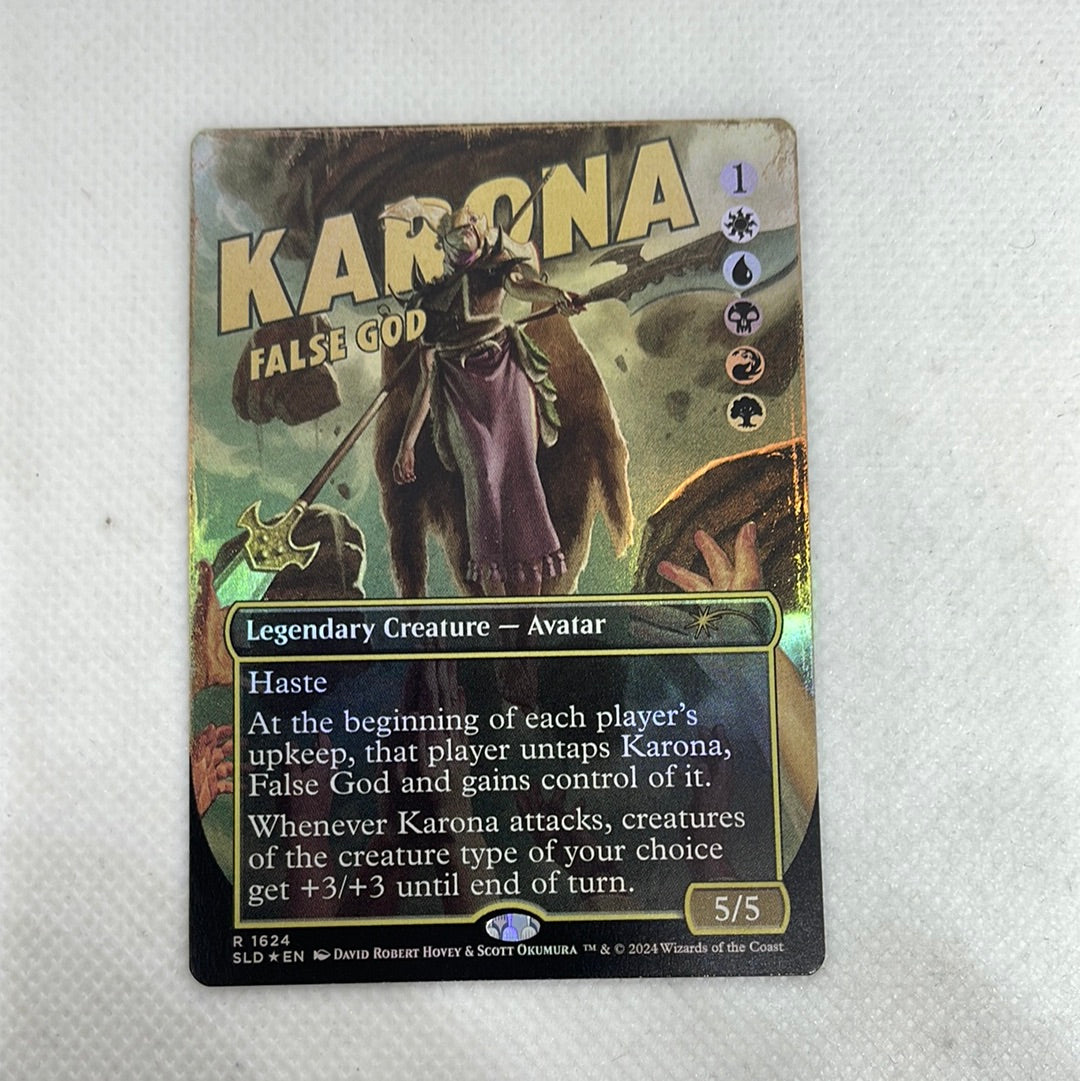 KARONA
FALSE GOD
1
Legendary Creature — Avatar
Haste
At the beginning of each player's
upkeep, that player untaps Karona,
False God and gains control of it.
Whenever Karona attacks, creatures
of the creature type of your choice
get +3/+3 until end of turn.
5/5
R 1624
SLD ★ EN DAVID ROBERT HOVEY & SCOTT OKUMURA ™ & © 2024 Wizards of the Coast